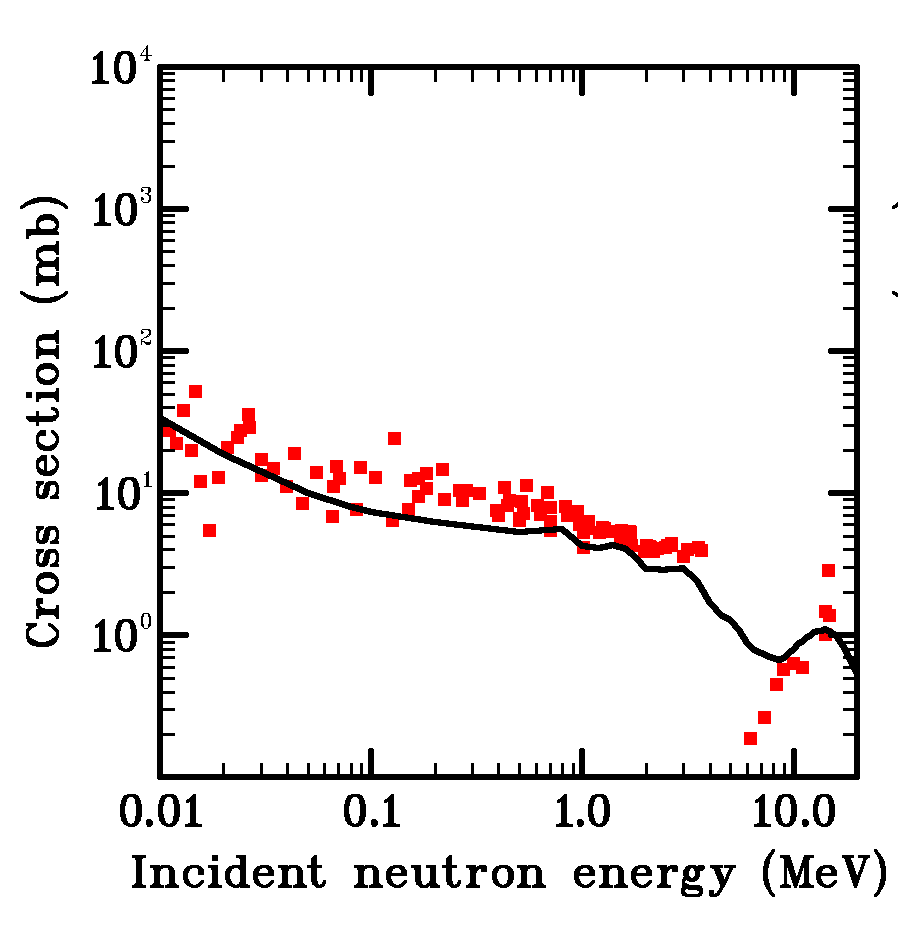 10⁴
10³
10²
10¹
10⁰
Cross section (mb)
0.01 0.1 1.0 10.0
Incident neutron energy (MeV)